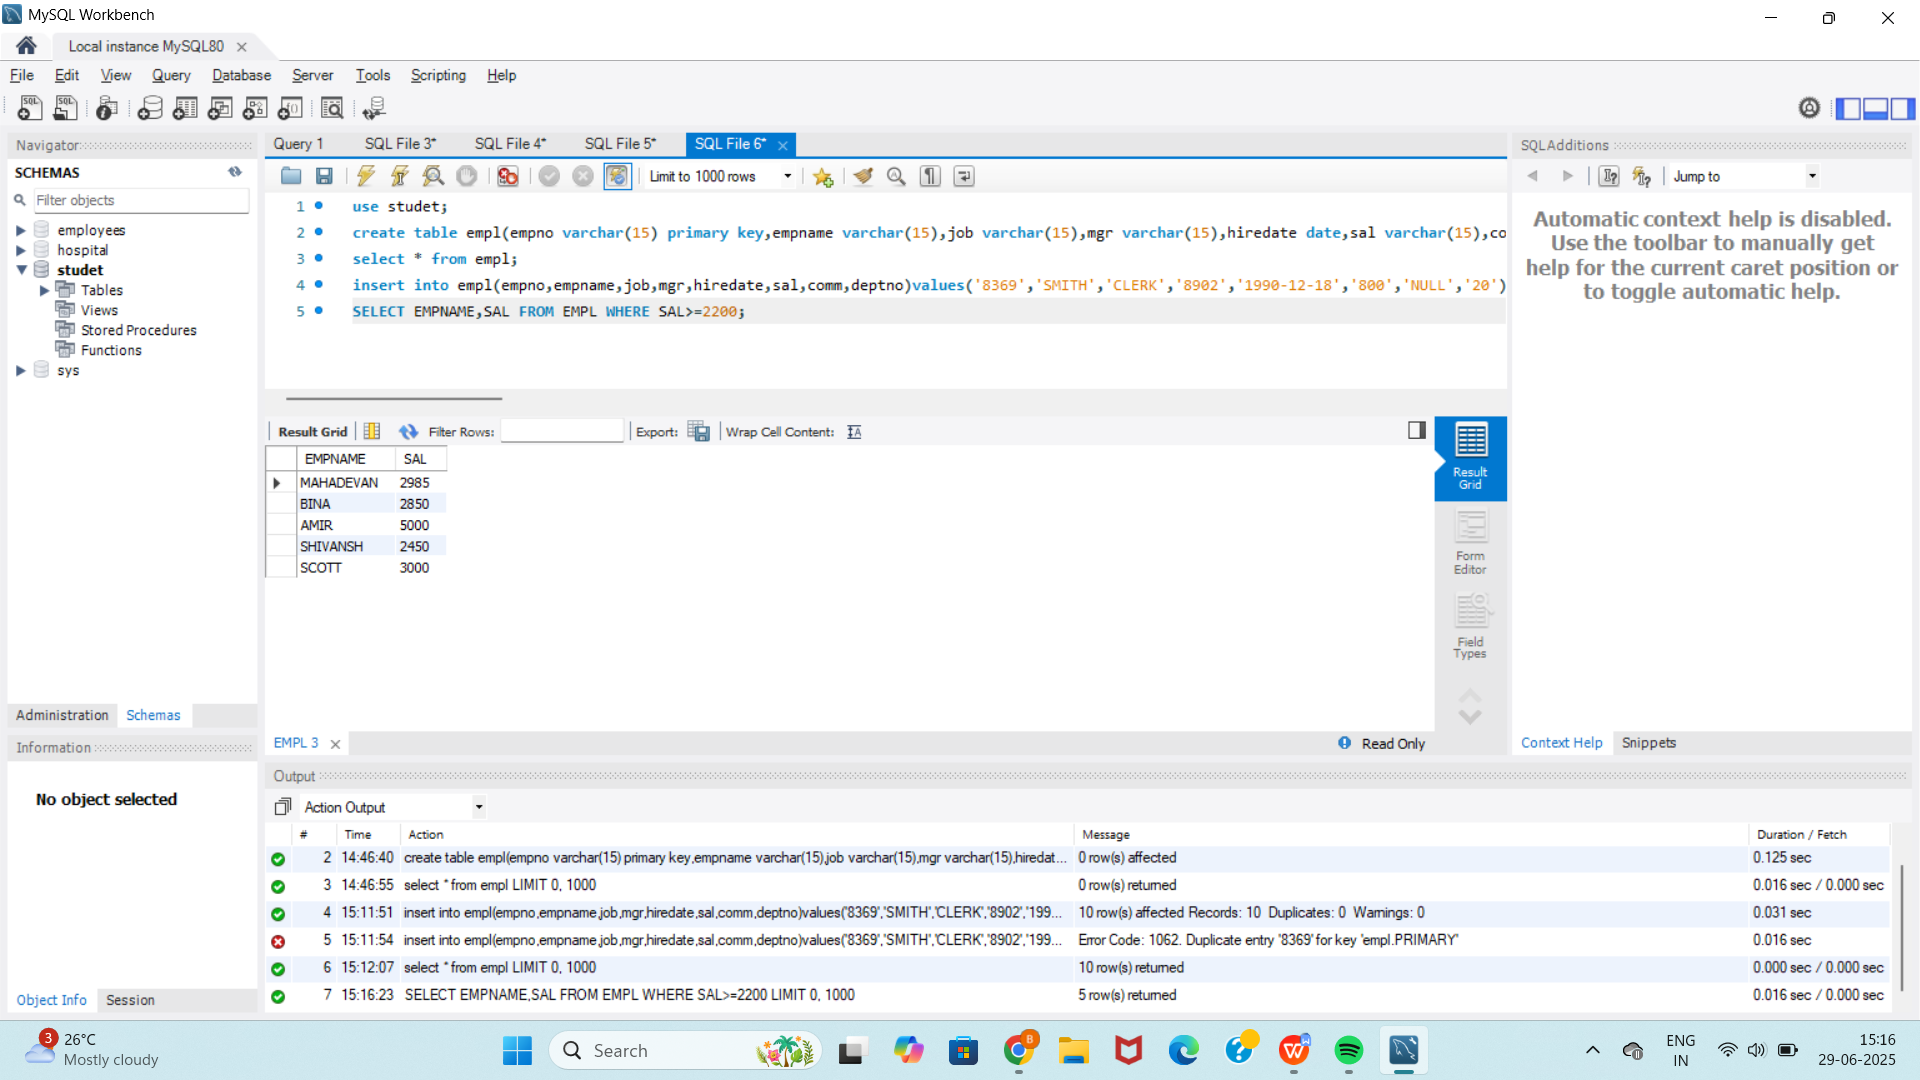 MySQL Workbench
Local instance MySQL80
File Edit View Query Database Server Tools Scripting Help
Navigator
SCHEMAS
Filter objects
employees
hospital
studet
Tables
Views
Stored Procedures
Functions
sys
Administration Schemas
Information
No object selected
Object Info Session
Query 1 SQL File 3* SQL File 4* SQL File 5* SQL File 6*
Limit to 1000 rows
1 use studet;
2 create table empl(empno varchar(15) primary key,empname varchar(15),job varchar(15),mgr varchar(15),hiredate date,sal varchar(15),co
3 select * from empl;
4 insert into empl(empno,empname,job,mgr,hiredate,sal,comm,deptno)values('8369','SMITH','CLERK','8902','1990-12-18','800','NULL','20')
5 SELECT EMPNAME,SAL FROM EMPL WHERE SAL>=2200;
Result Grid Filter Rows: Export: Wrap Cell Content:
EMPNAME SAL
MAHADEVAN 2985
BINA 2850
AMIR 5000
SHIVANSH 2450
SCOTT 3000
Result
Grid
Form
Editor
Field
Types
EMPL 3
Read Only
SQLAdditions
Jump to
Automatic context help is disabled.
Use the toolbar to manually get
help for the current caret position or
to toggle automatic help.
Context Help Snippets
Output
Action Output
# Time Action Message Duration / Fetch
2 14:46:40 create table empl(empno varchar(15) primary key,empname varchar(15),job varchar(15),mgr varchar(15),hiredat... 0 row(s) affected 0.125 sec
3 14:46:55 select * from empl LIMIT 0, 1000 0 row(s) returned 0.016 sec / 0.000 sec
4 15:11:51 insert into empl(empno,empname,job,mgr,hiredate,sal,comm,deptno)values('8369','SMITH','CLERK','8902','199... 10 row(s) affected Records: 10 Duplicates: 0 Warnings: 0 0.031 sec
5 15:11:54 insert into empl(empno,empname,job,mgr,hiredate,sal,comm,deptno)values('8369','SMITH','CLERK','8902','199... Error Code: 1062. Duplicate entry '8369' for key 'empl.PRIMARY' 0.016 sec
6 15:12:07 select * from empl LIMIT 0, 1000 10 row(s) returned 0.000 sec / 0.000 sec
7 15:16:23 SELECT EMPNAME,SAL FROM EMPL WHERE SAL>=2200 LIMIT 0, 1000 5 row(s) returned 0.016 sec / 0.000 sec
3
26°C
Mostly cloudy
Search
ENG
IN
15:16
29-06-2025